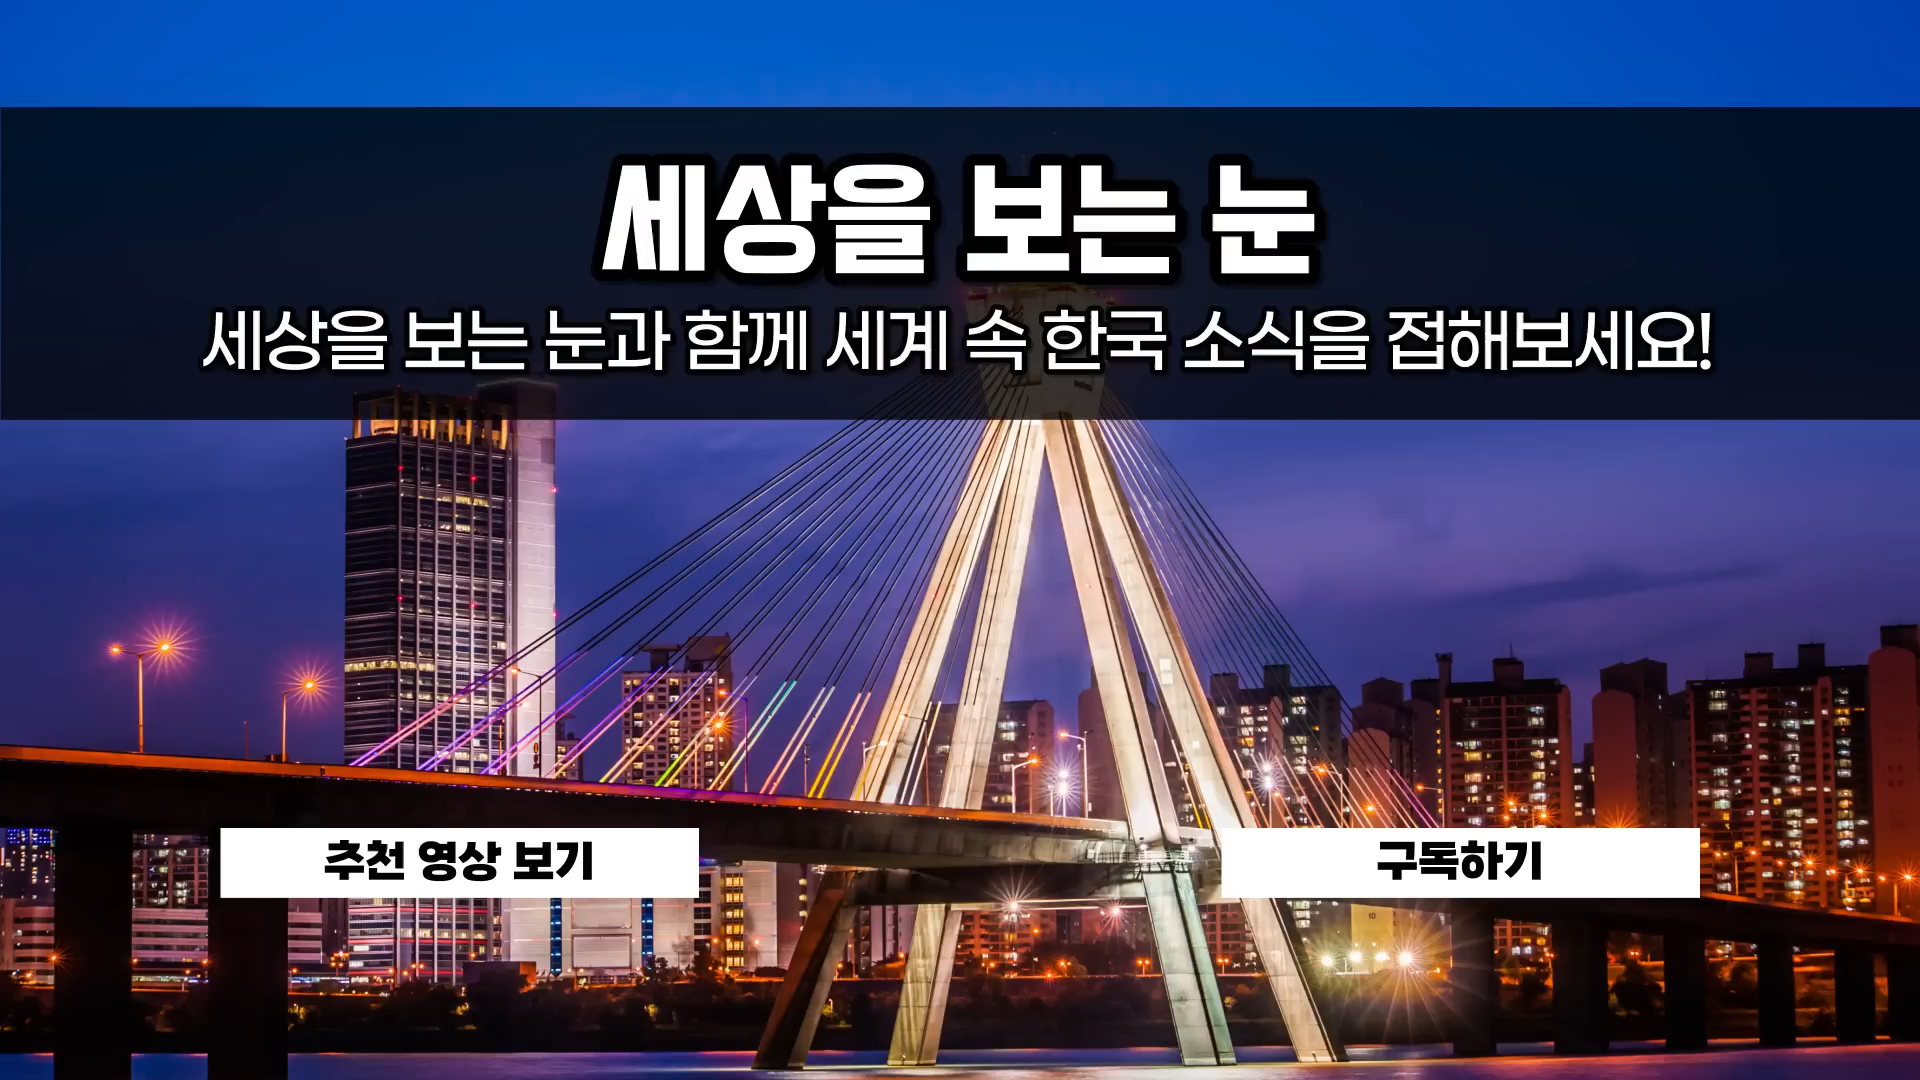 세상을 보는 눈
세상을 보는 눈과 함께 세계 속 한국 소식을 접해보세요!
추천 영상 보기
구독하기